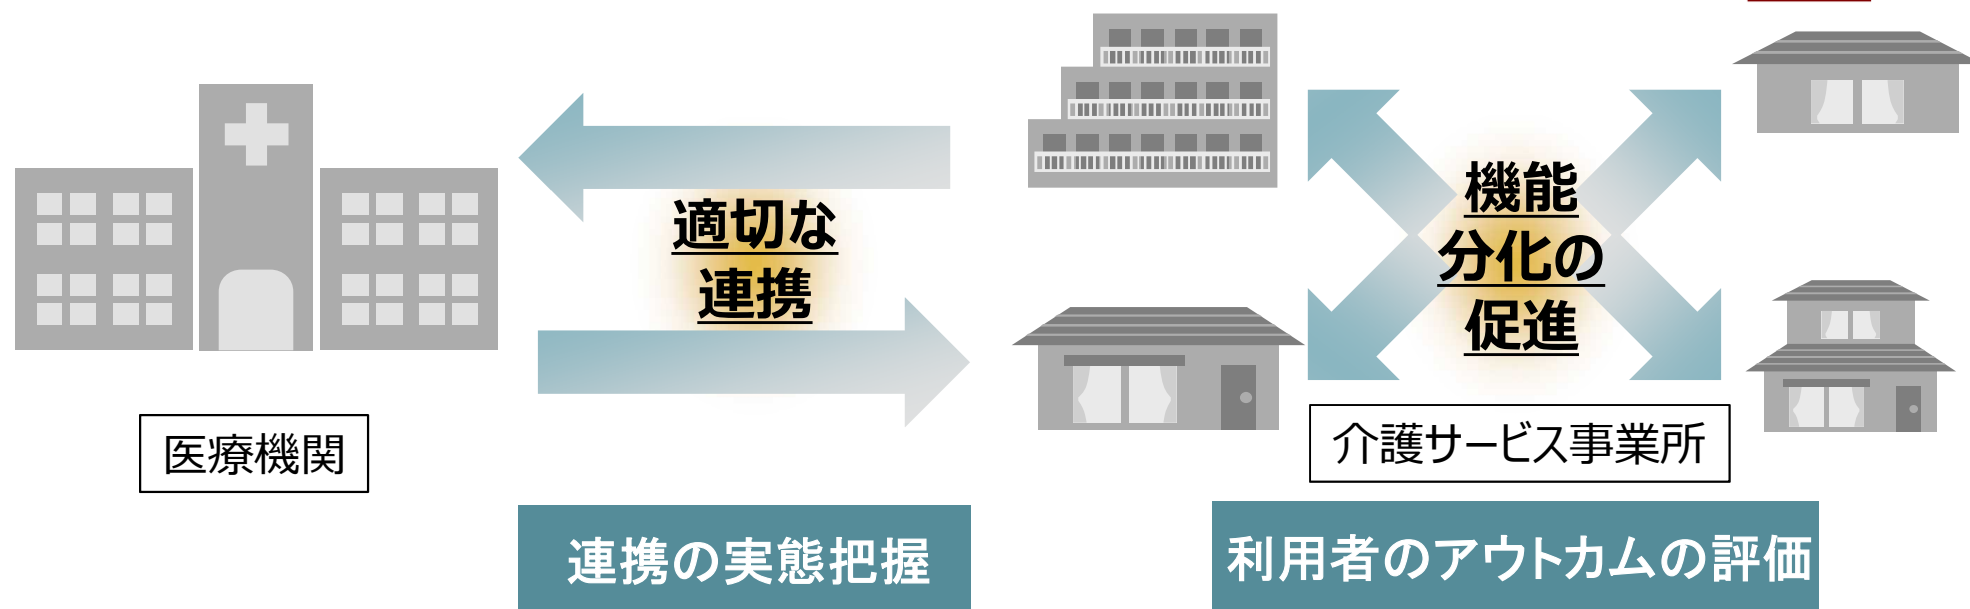 適切な
連携
機能
分化の
促進
医療機関
介護サービス事業所
連携の実態把握
利用者のアウトカムの評価